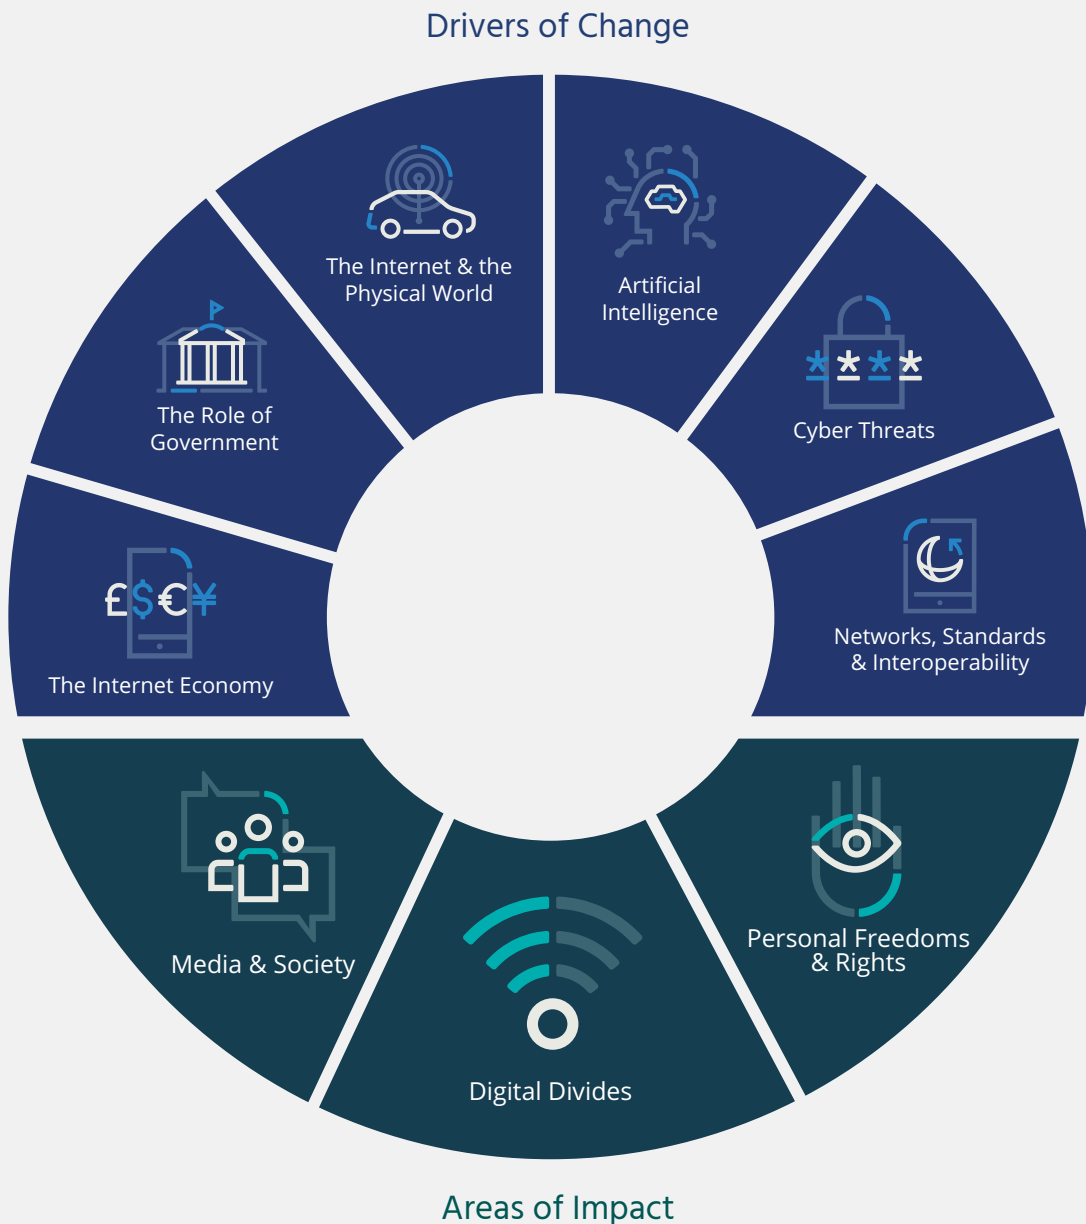 Drivers of Change
The Internet & the
Physical World
Artificial
Intelligence
The Role of
Government
Cyber Threats
£$€¥
* * * *
The Internet Economy
Networks, Standards
& Interoperability
Media & Society
Digital Divides
Personal Freedoms
& Rights
Areas of Impact